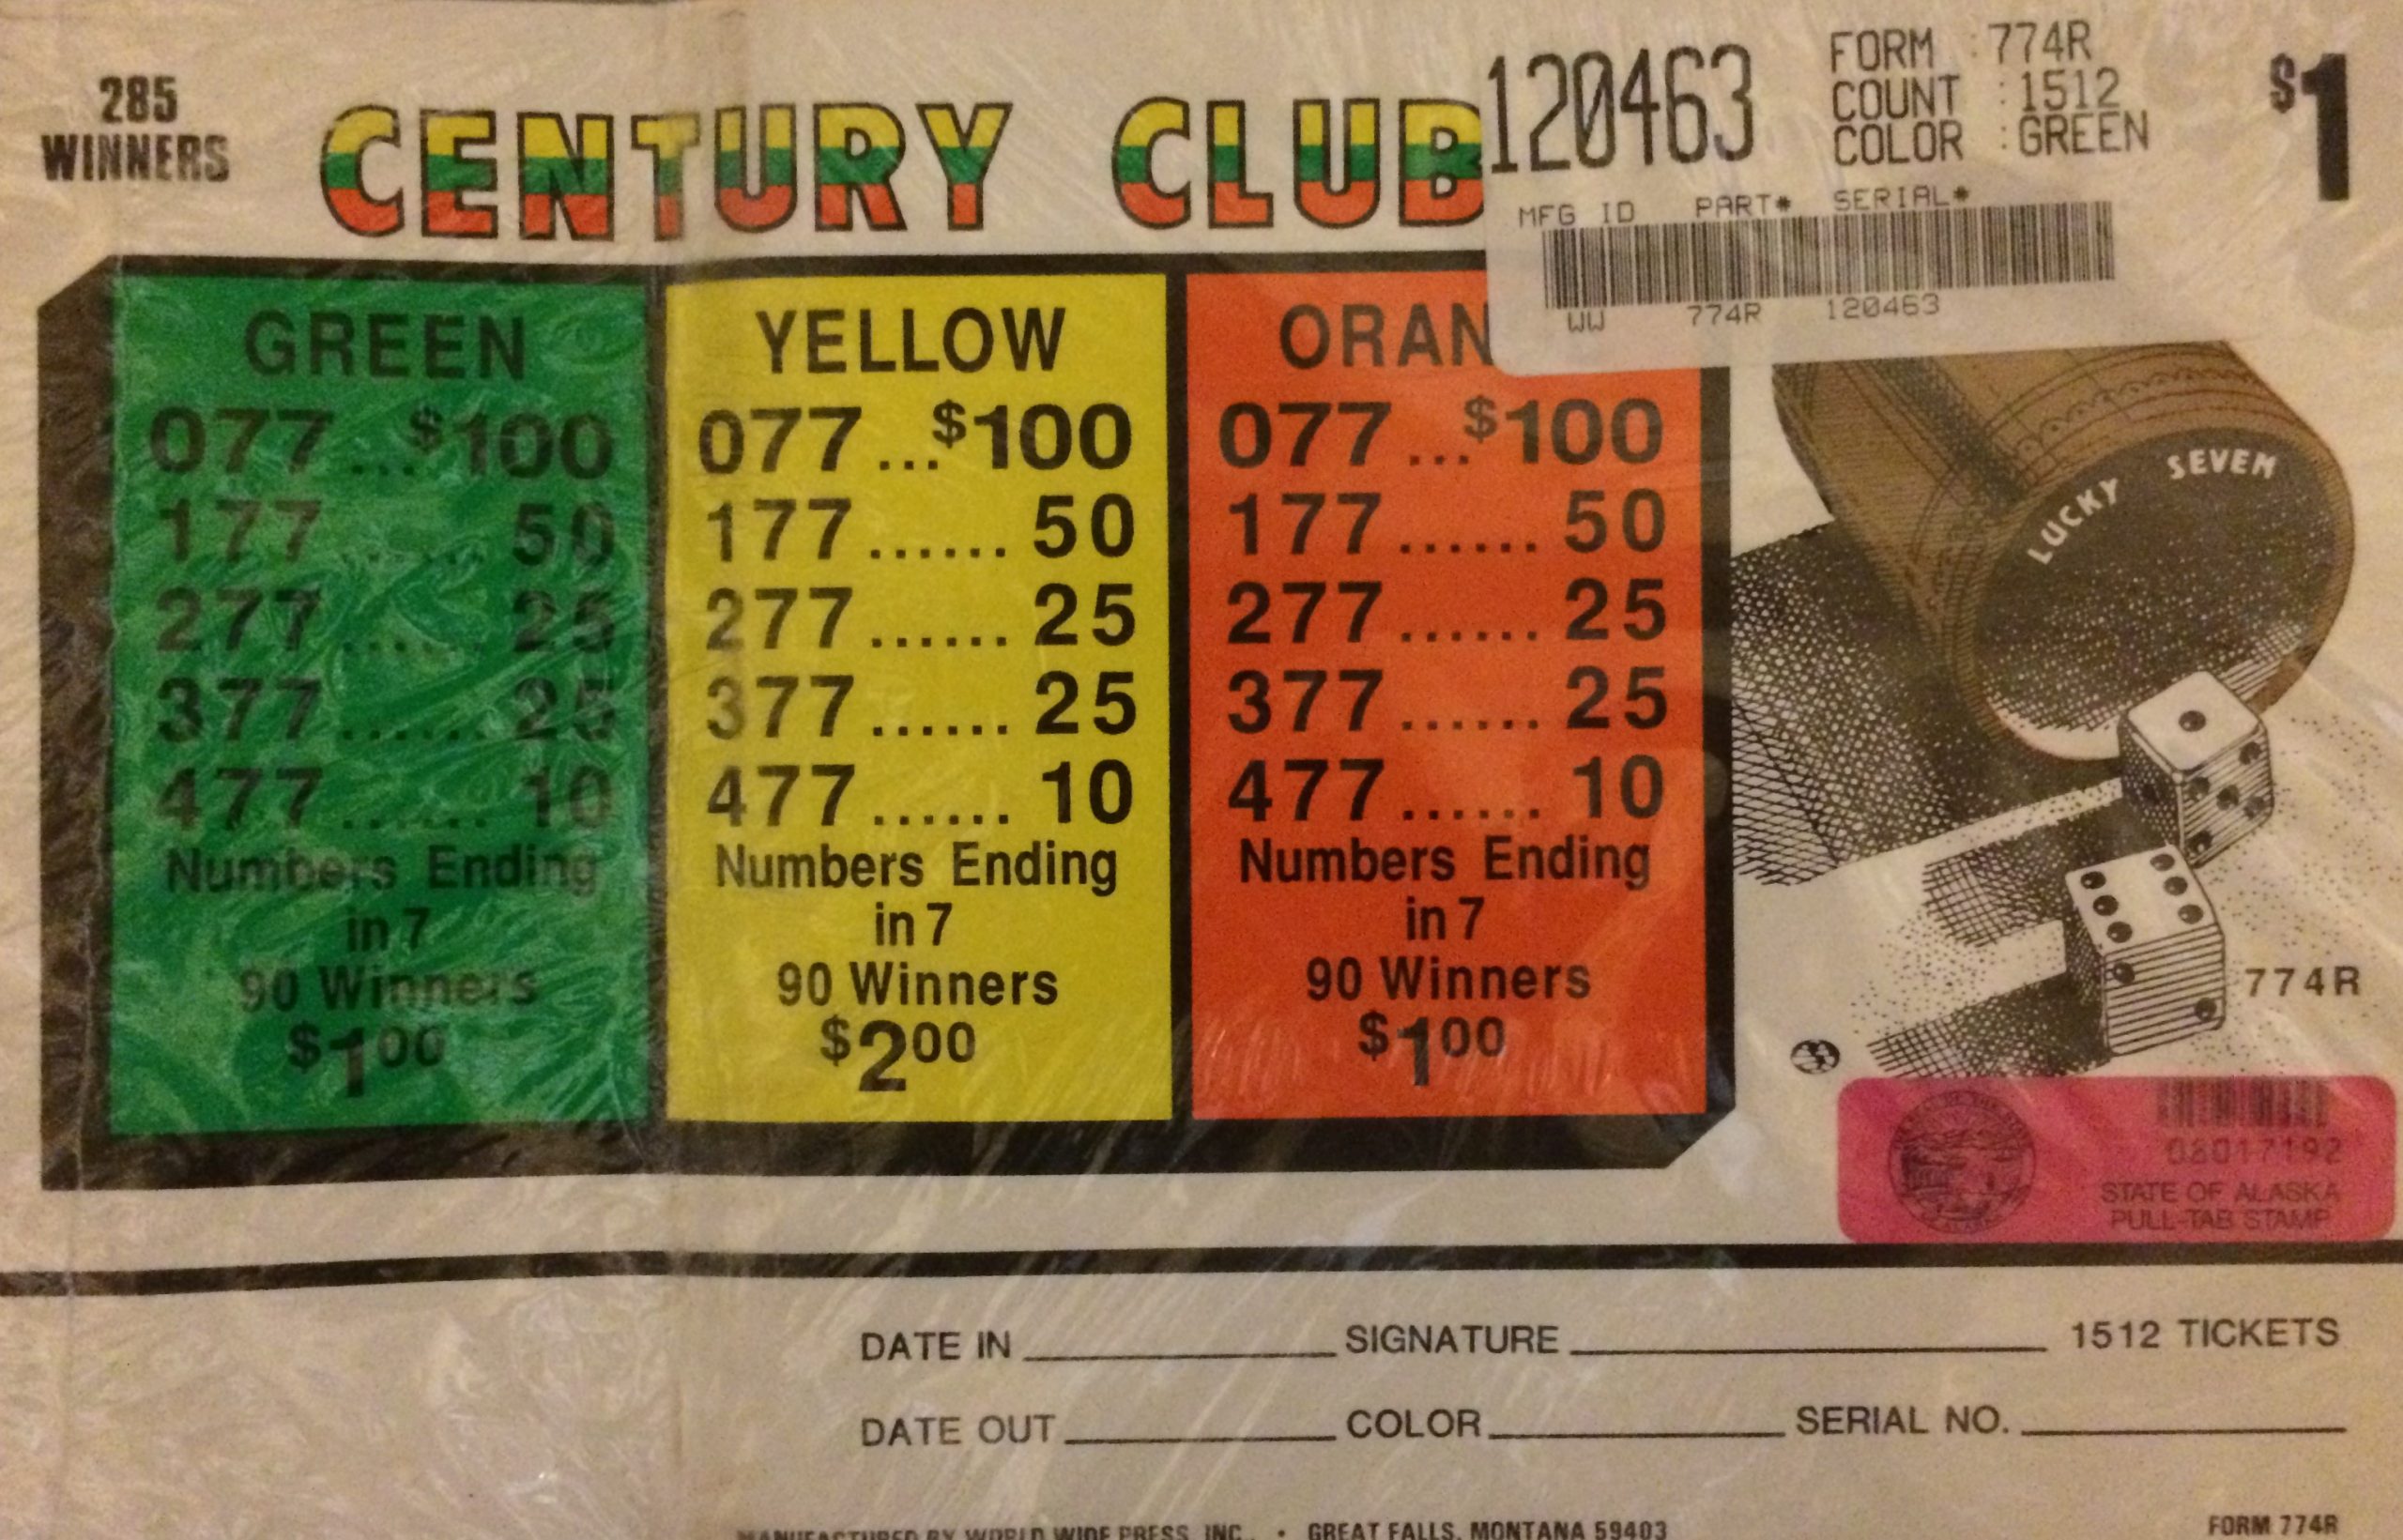 285
WINNERS
CENTURY CLUB
120463
FORM : 774R
COUNT : 1512
COLOR : GREEN
MFG ID PART# SERIAL#
WW 774R 120463
$1
GREEN
077 ... $100
177 ...... 50
277 ...... 25
377 ...... 25
477 ...... 10
Numbers Ending
in 7
90 Winners
$1 00
YELLOW
077 ... $100
177 ...... 50
277 ...... 25
377 ...... 25
477 ...... 10
Numbers Ending
in 7
90 Winners
$2 00
ORAN
077 ... $100
177 ...... 50
277 ...... 25
377 ...... 25
477 ...... 10
Numbers Ending
in 7
90 Winners
$1 00
LUCKY SEVEN
774R
08017192
STATE OF ALASKA
PULL-TAB STAMP
DATE IN ________ SIGNATURE ________ 1512 TICKETS
DATE OUT ________ COLOR ________ SERIAL NO. ________
MANUFACTURED BY WORLD WIDE PRESS, INC. • GREAT FALLS, MONTANA 59403
FORM 774R